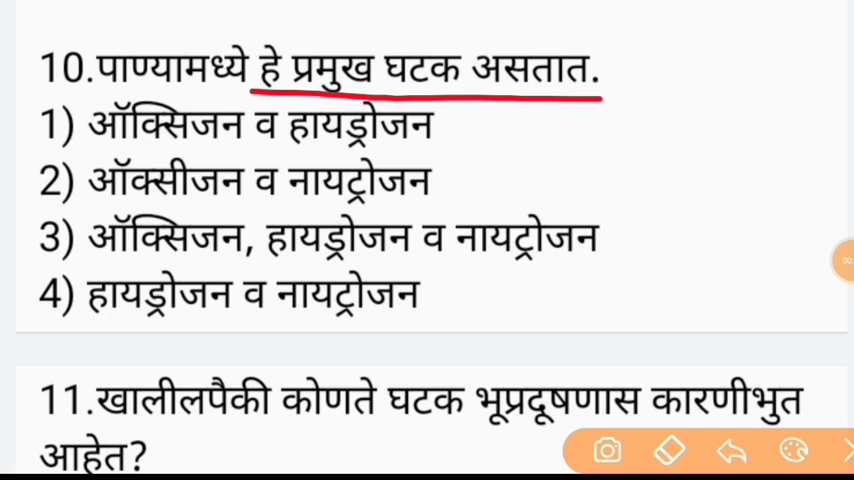 10.पाण्यामध्ये हे प्रमुख घटक असतात.
1) ऑक्सिजन व हायड्रोजन
2) ऑक्सीजन व नायट्रोजन
3) ऑक्सिजन, हायड्रोजन व नायट्रोजन
4) हायड्रोजन व नायट्रोजन
11.खालीलपैकी कोणते घटक भूप्रदूषणास कारणीभुत
आहेत?